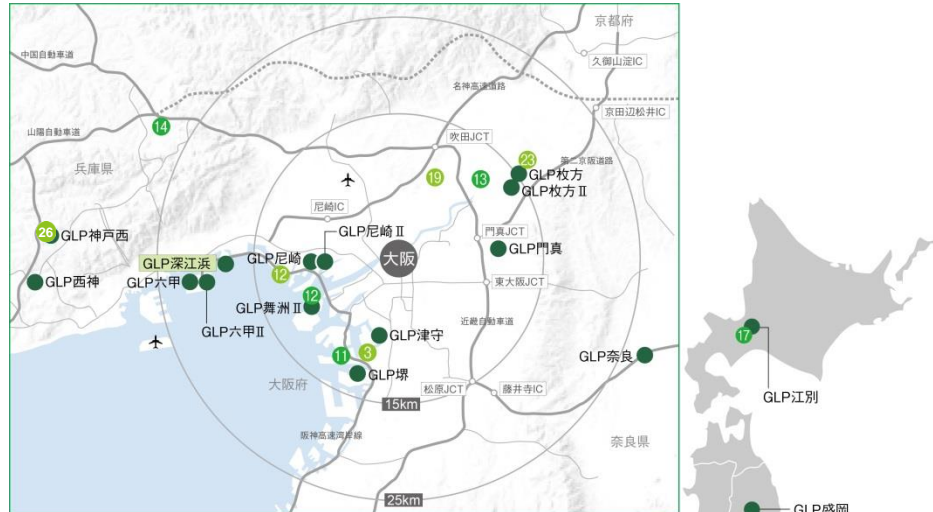 京都府
久御山淀IC
中国自動車道
名神高速道路
京田辺松井IC
14
山陽自動車道
吹田JCT
兵庫県
19
13
23
第二京阪道路
GLP枚方
GLP枚方Ⅱ
尼崎IC
26
GLP神戸西
GLP尼崎Ⅱ
門真JCT
GLP門真
GLP深江浜
GLP尼崎
大阪
12
GLP西神
GLP六甲
東大阪JCT
12
GLP舞洲Ⅱ
GLP六甲Ⅱ
近畿自動車道
GLP津守
17
11
3
GLP奈良
GLP堺
大阪府
松原JCT
藤井寺IC
GLP江別
15km
阪神高速湾岸線
奈良県
25km
GLP盛岡